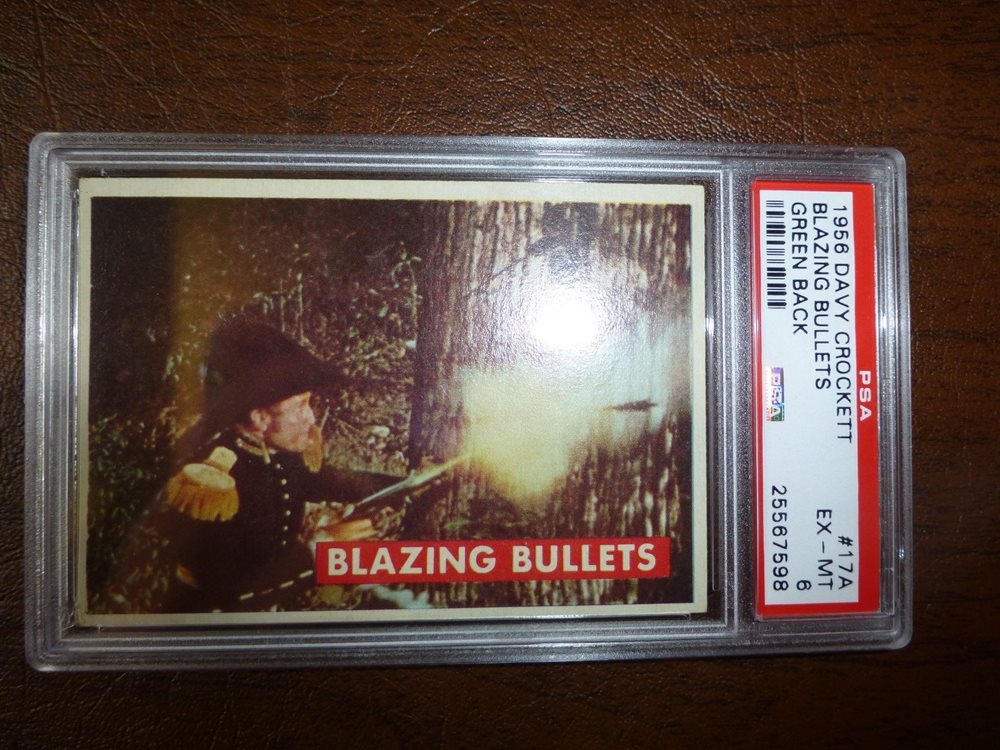 BLAZING BULLETS
PSA
1956 DAVY CROCKETT #17A
BLAZING BULLETS EX-MT
GREEN BACK 6
25567598